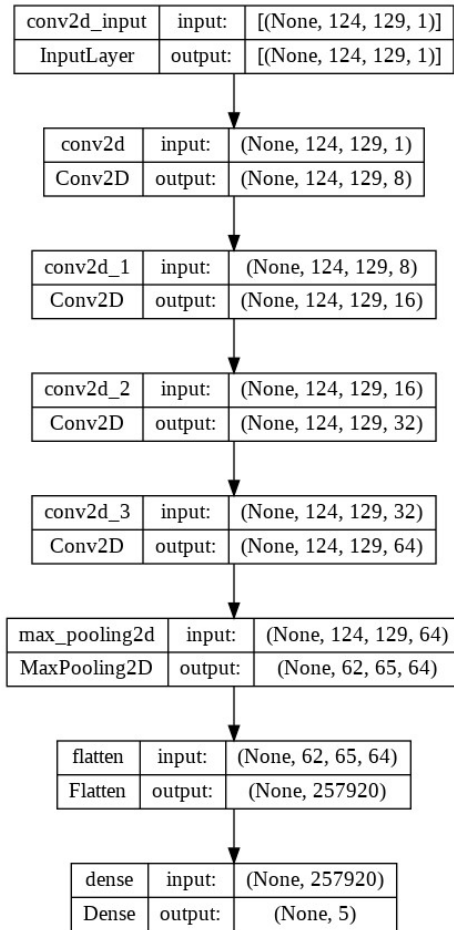 conv2d_input input: [(None, 124, 129, 1)]
InputLayer output: [(None, 124, 129, 1)]
conv2d input: (None, 124, 129, 1)
Conv2D output: (None, 124, 129, 8)
conv2d_1 input: (None, 124, 129, 8)
Conv2D output: (None, 124, 129, 16)
conv2d_2 input: (None, 124, 129, 16)
Conv2D output: (None, 124, 129, 32)
conv2d_3 input: (None, 124, 129, 32)
Conv2D output: (None, 124, 129, 64)
max_pooling2d input: (None, 124, 129, 64)
MaxPooling2D output: (None, 62, 65, 64)
flatten input: (None, 62, 65, 64)
Flatten output: (None, 257920)
dense input: (None, 257920)
Dense output: (None, 5)